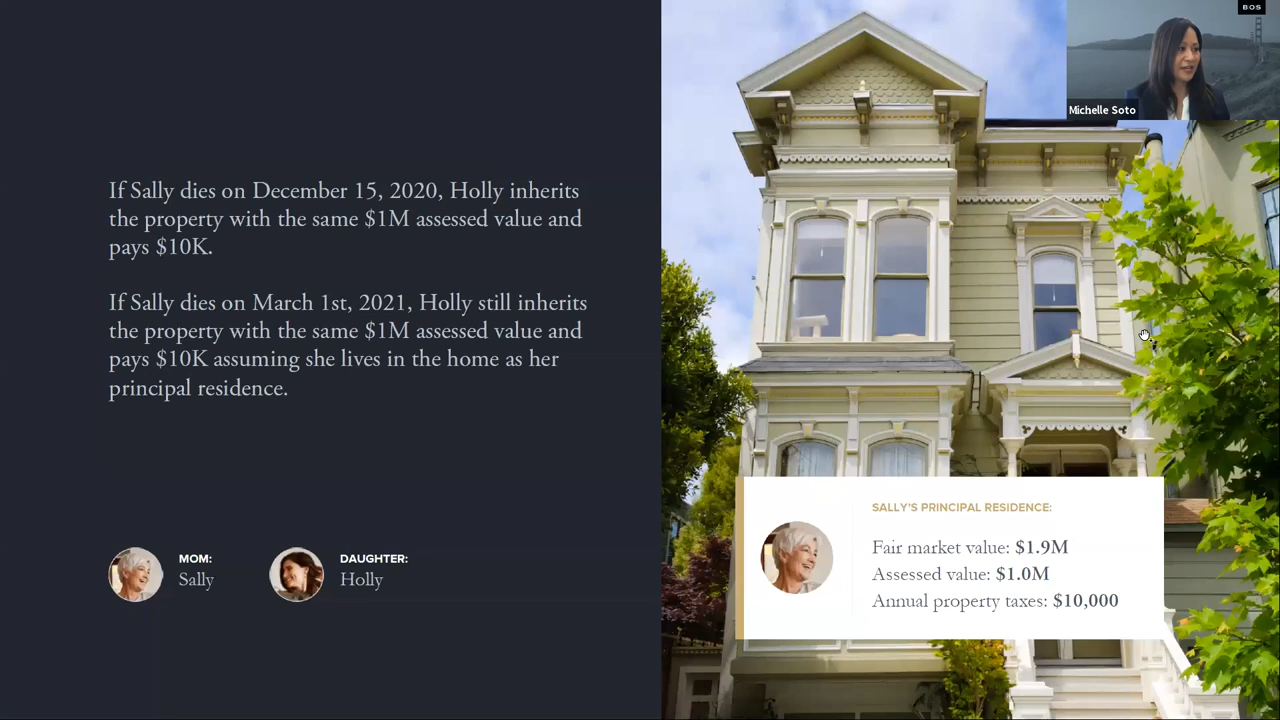 BOS
Michelle Soto
If Sally dies on December 15, 2020, Holly inherits
the property with the same $1M assessed value and
pays $10K.
If Sally dies on March 1st, 2021, Holly still inherits
the property with the same $1M assessed value and
pays $10K assuming she lives in the home as her
principal residence.
MOM:
Sally
DAUGHTER:
Holly
SALLY'S PRINCIPAL RESIDENCE:
Fair market value: $1.9M
Assessed value: $1.0M
Annual property taxes: $10,000